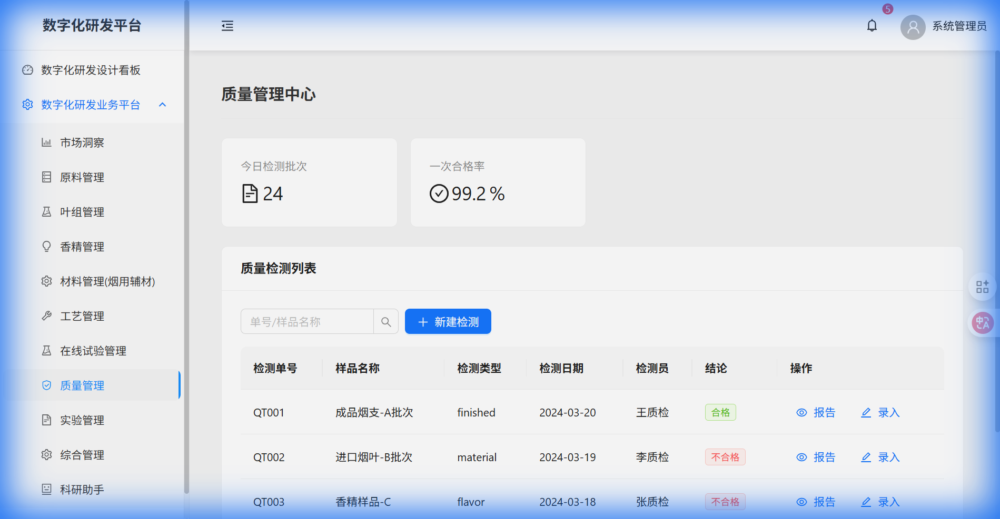 数字化研发平台
5
系统管理员
数字化研发设计看板
数字化研发业务平台
市场洞察
原料管理
叶组管理
香精管理
材料管理(烟用辅材)
工艺管理
在线试验管理
质量管理
实验管理
综合管理
科研助手
质量管理中心
今日检测批次
24
一次合格率
99.2 %
质量检测列表
单号/样品名称
新建检测
检测单号 样品名称 检测类型 检测日期 检测员 结论 操作
QT001 成品烟支-A批次 finished 2024-03-20 王质检 合格 报告 录入
QT002 进口烟叶-B批次 material 2024-03-19 李质检 不合格 报告 录入
QT003 香精样品-C flavor 2024-03-18 张质检 不合格 报告 录入
中A